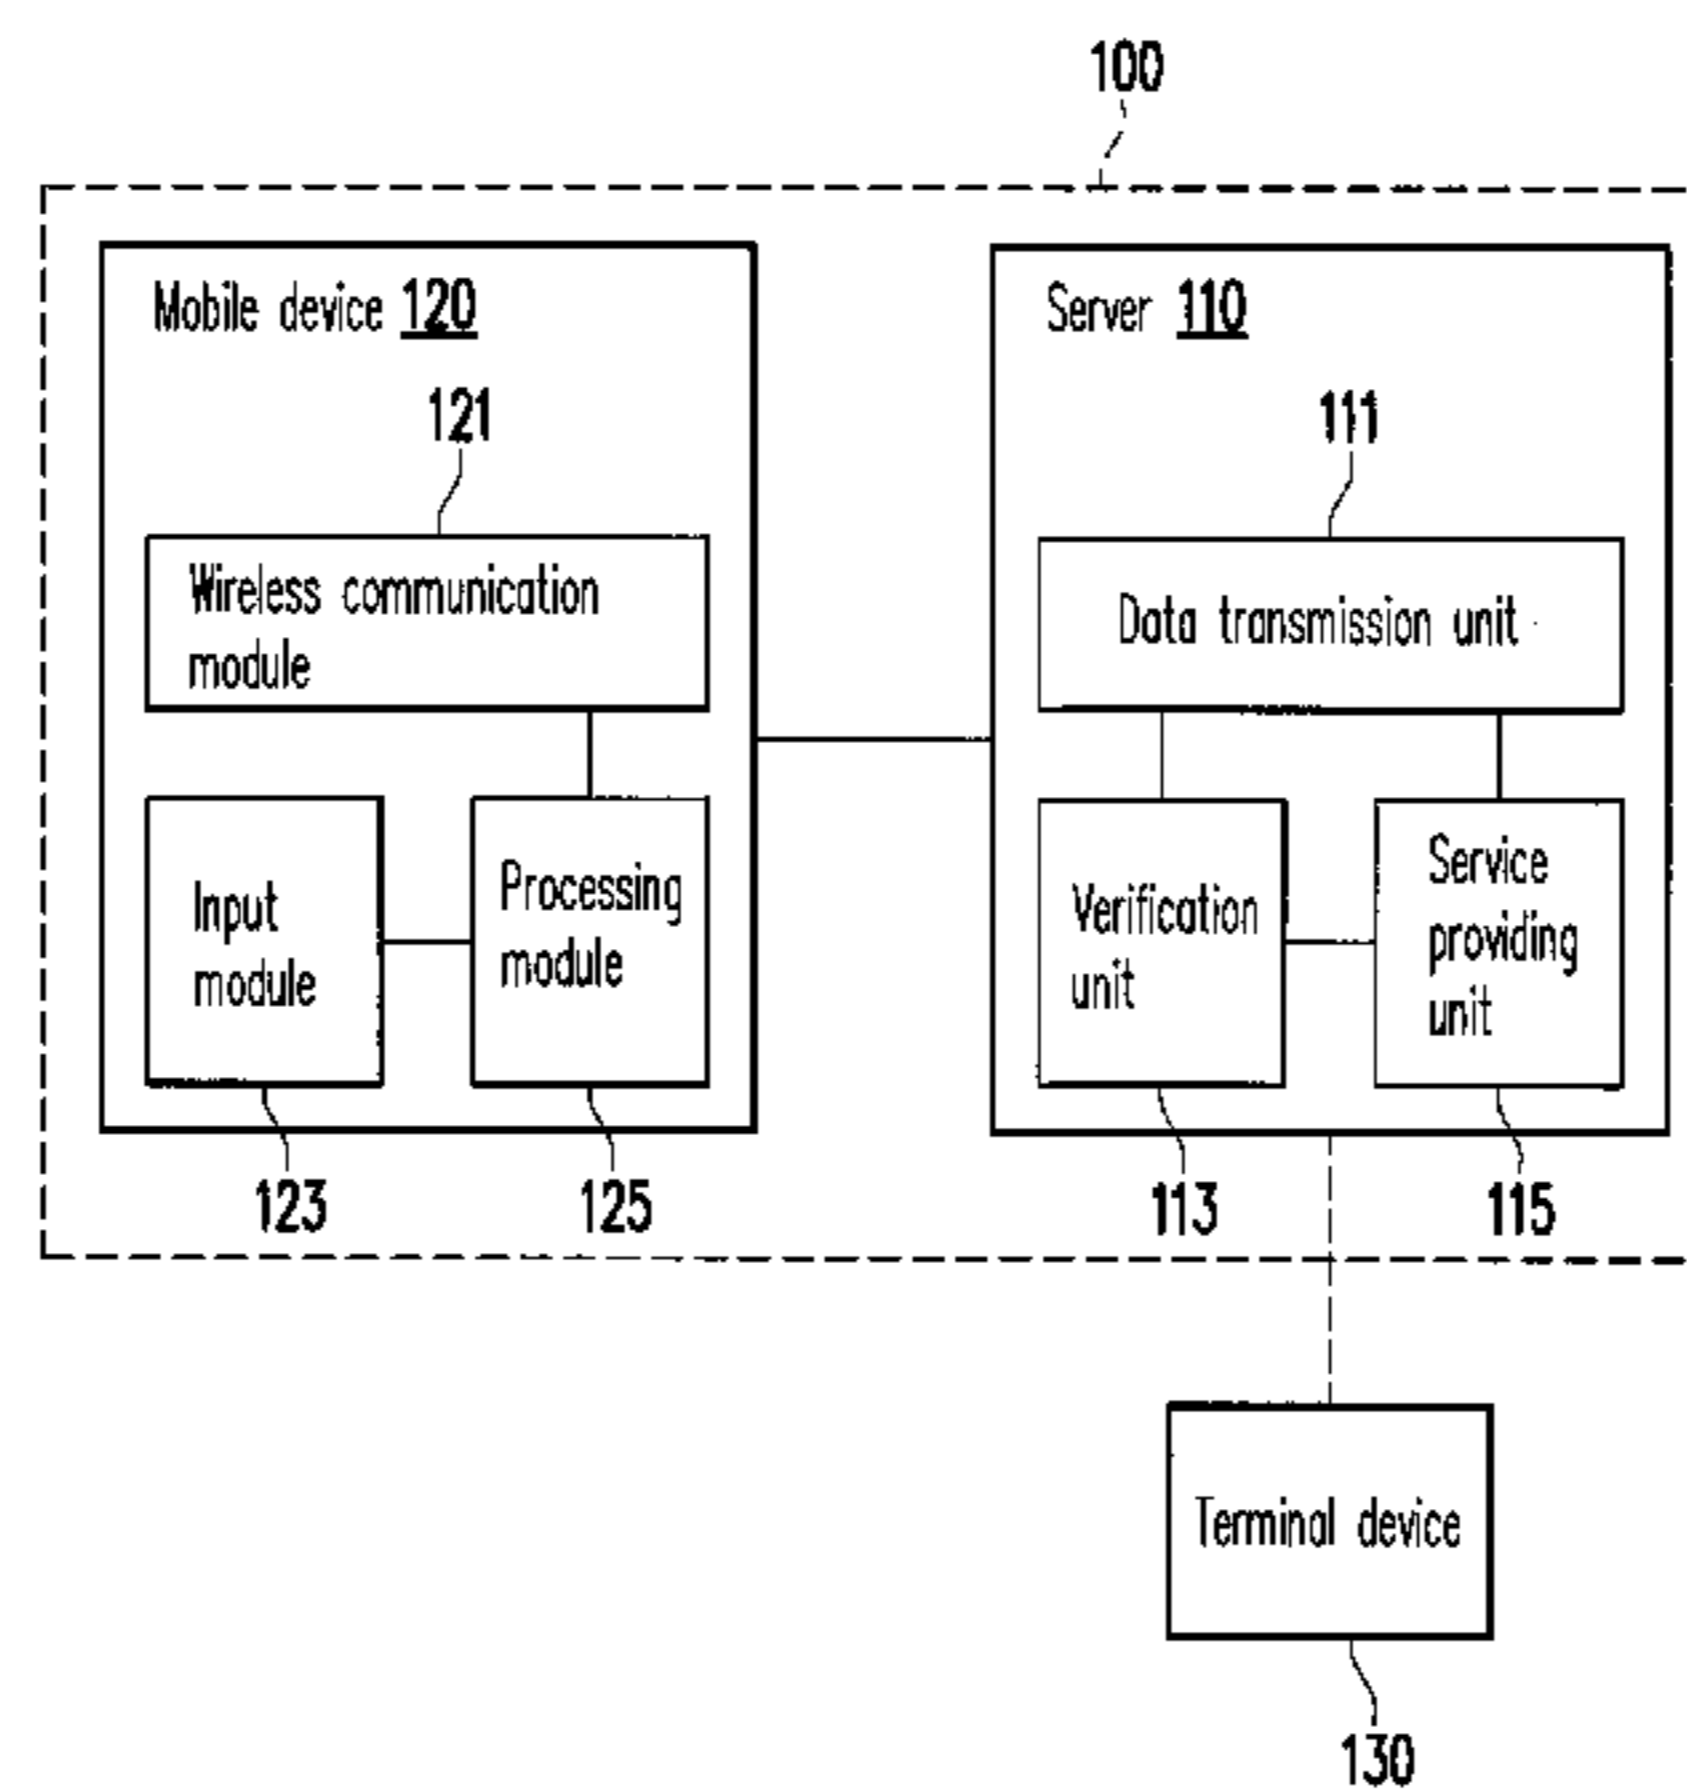 100
Mobile device 120
Server 110
121
111
Wireless communication
module
Data transmission unit
Input
module
Processing
module
Verification
unit
Service
providing
unit
123
125
113
115
Terminal device
130